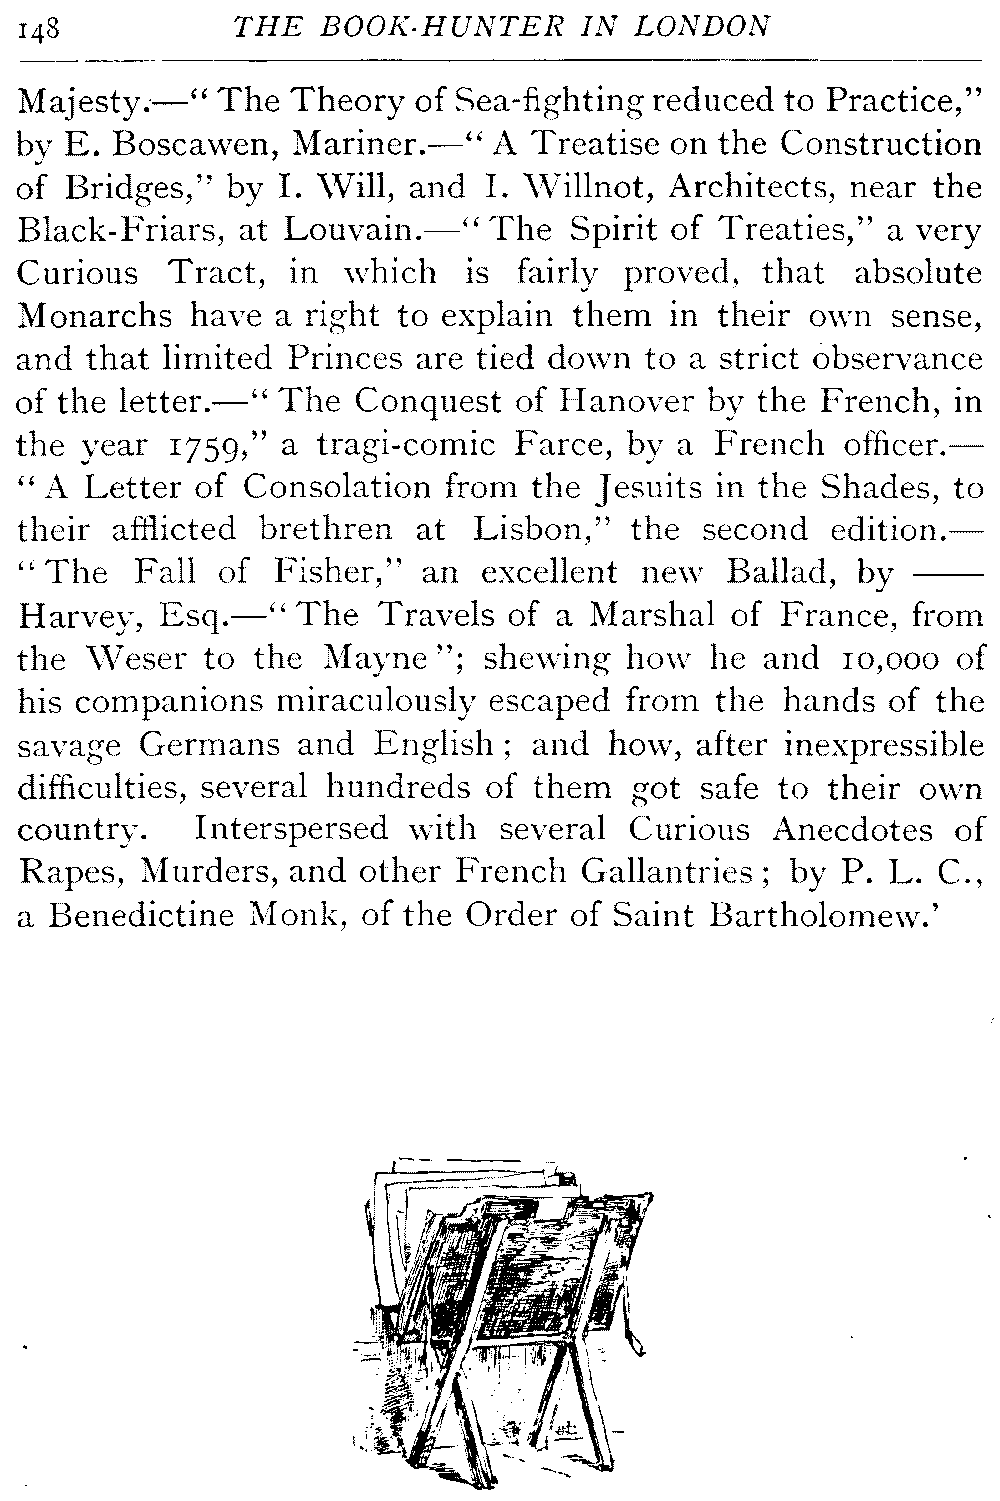 148 THE BOOK-HUNTER IN LONDON
Majesty.—“ The Theory of Sea-fighting reduced to Practice,”
by E. Boscawen, Mariner.—“ A Treatise on the Construction
of Bridges,” by I. Will, and I. Willnot, Architects, near the
Black-Friars, at Louvain.—“ The Spirit of Treaties,” a very
Curious Tract, in which is fairly proved, that absolute
Monarchs have a right to explain them in their own sense,
and that limited Princes are tied down to a strict observance
of the letter.—“ The Conquest of Hanover by the French, in
the year 1759,” a tragi-comic Farce, by a French officer.—
“ A Letter of Consolation from the Jesuits in the Shades, to
their afflicted brethren at Lisbon,” the second edition.—
“ The Fall of Fisher,” an excellent new Ballad, by ——
Harvey, Esq.—“ The Travels of a Marshal of France, from
the Weser to the Mayne ”; shewing how he and 10,000 of
his companions miraculously escaped from the hands of the
savage Germans and English ; and how, after inexpressible
difficulties, several hundreds of them got safe to their own
country. Interspersed with several Curious Anecdotes of
Rapes, Murders, and other French Gallantries ; by P. L. C.,
a Benedictine Monk, of the Order of Saint Bartholomew.’